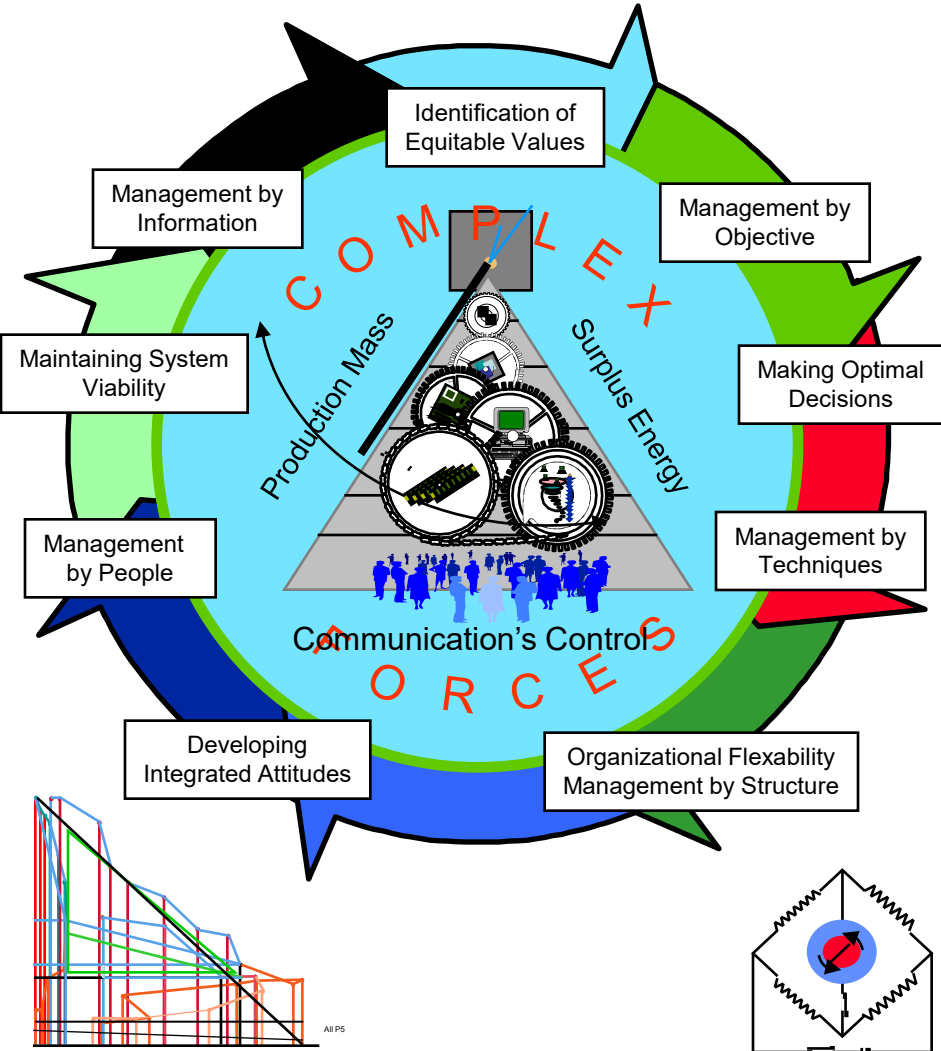 Identification of
Equitable Values
Management by
Information
Management by
Objective
COMPLEX
Maintaining System
Viability
Production Mass
Surplus Energy
Making Optimal
Decisions
Management
by People
Management by
Techniques
Communication's Control
FORCES
Developing
Integrated Attitudes
Organizational Flexability
Management by Structure
All P5